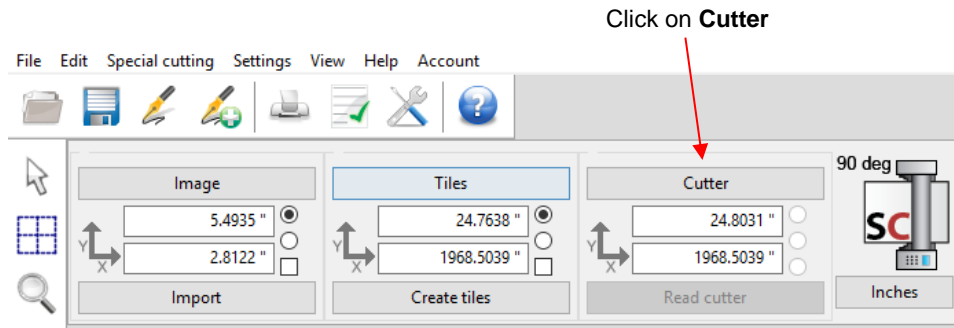 Click on Cutter
File Edit Special cutting Settings View Help Account
90 deg
Image Tiles Cutter
5.4935 " 24.7638 " 24.8031 "
SC
Y 2.8122 " Y 1968.5039 " Y 1968.5039 "
X X X
Import Create tiles Read cutter Inches